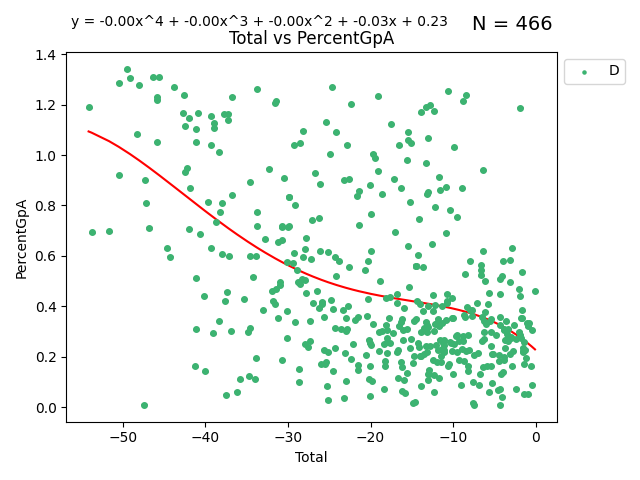 y = -0.00x^4 + -0.00x^3 + -0.00x^2 + -0.03x + 0.23
N = 466
Total vs PercentGpA
D
PercentGpA
1.4
1.2
1.0
0.8
0.6
0.4
0.2
0.0
−50
−40
−30
−20
−10
0
Total